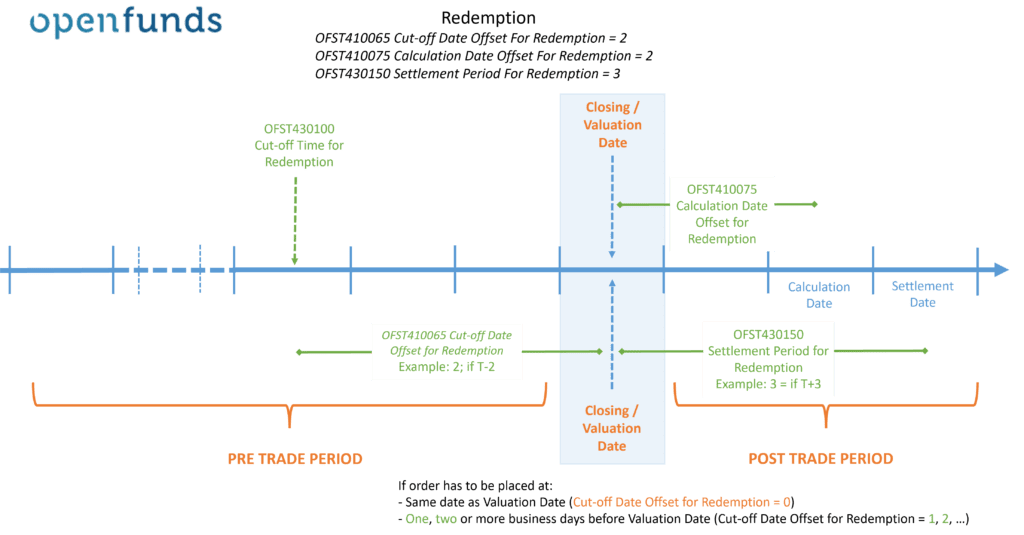 openfunds
Redemption
OFST410065 Cut-off Date Offset For Redemption = 2
OFST410075 Calculation Date Offset For Redemption = 2
OFST430150 Settlement Period For Redemption = 3
Closing /
Valuation
Date
OFST430100
Cut-off Time for
Redemption
OFST410075
Calculation Date
Offset for
Redemption
Calculation
Date
Settlement
Date
OFST410065 Cut-off Date
Offset for Redemption
Example: 2; if T-2
OFST430150
Settlement Period for
Redemption
Example: 3 = if T+3
Closing /
Valuation
Date
PRE TRADE PERIOD
POST TRADE PERIOD
If order has to be placed at:
- Same date as Valuation Date (Cut-off Date Offset for Redemption = 0)
- One, two or more business days before Valuation Date (Cut-off Date Offset for Redemption = 1, 2, …)